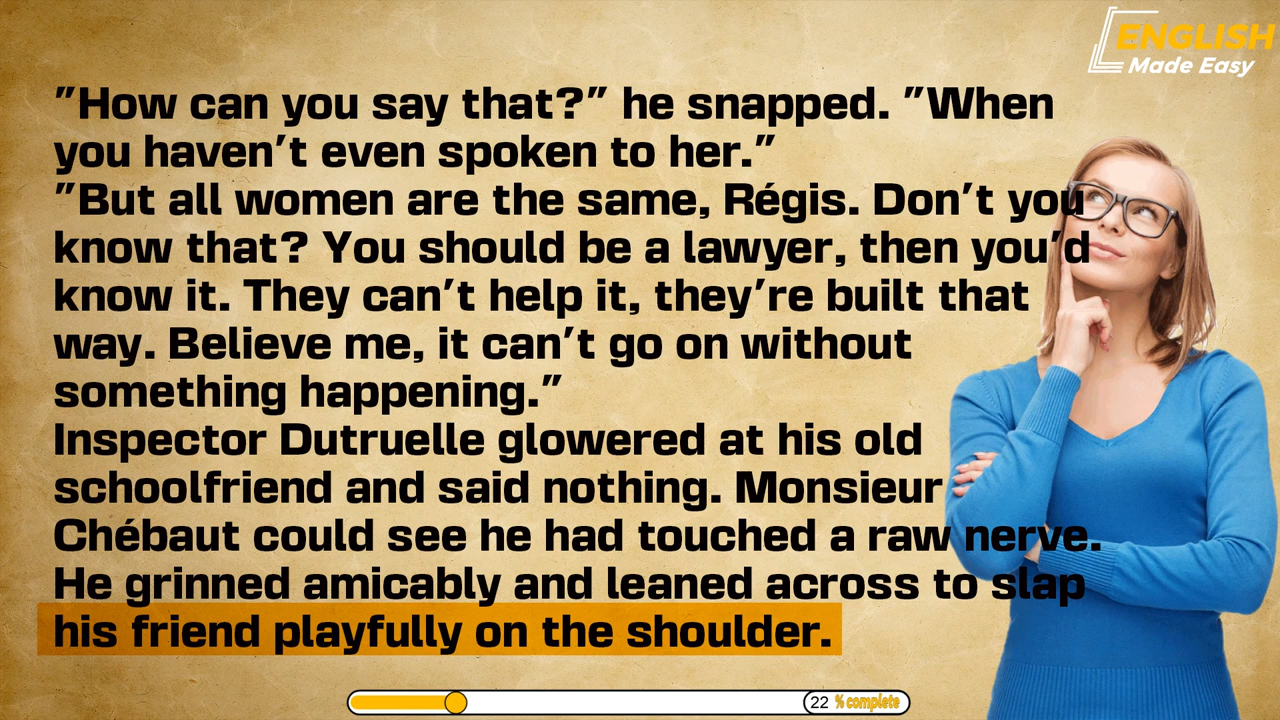 ENGLISH
Made Easy
"How can you say that?" he snapped. "When
you haven't even spoken to her."
"But all women are the same, Régis. Don't you
know that? You should be a lawyer, then you'd
know it. They can't help it, they're built that
way. Believe me, it can't go on without
something happening."
Inspector Dutruelle glowered at his old
schoolfriend and said nothing. Monsieur
Chébaut could see he had touched a raw nerve.
He grinned amicably and leaned across to slap
his friend playfully on the shoulder.
22 % complete